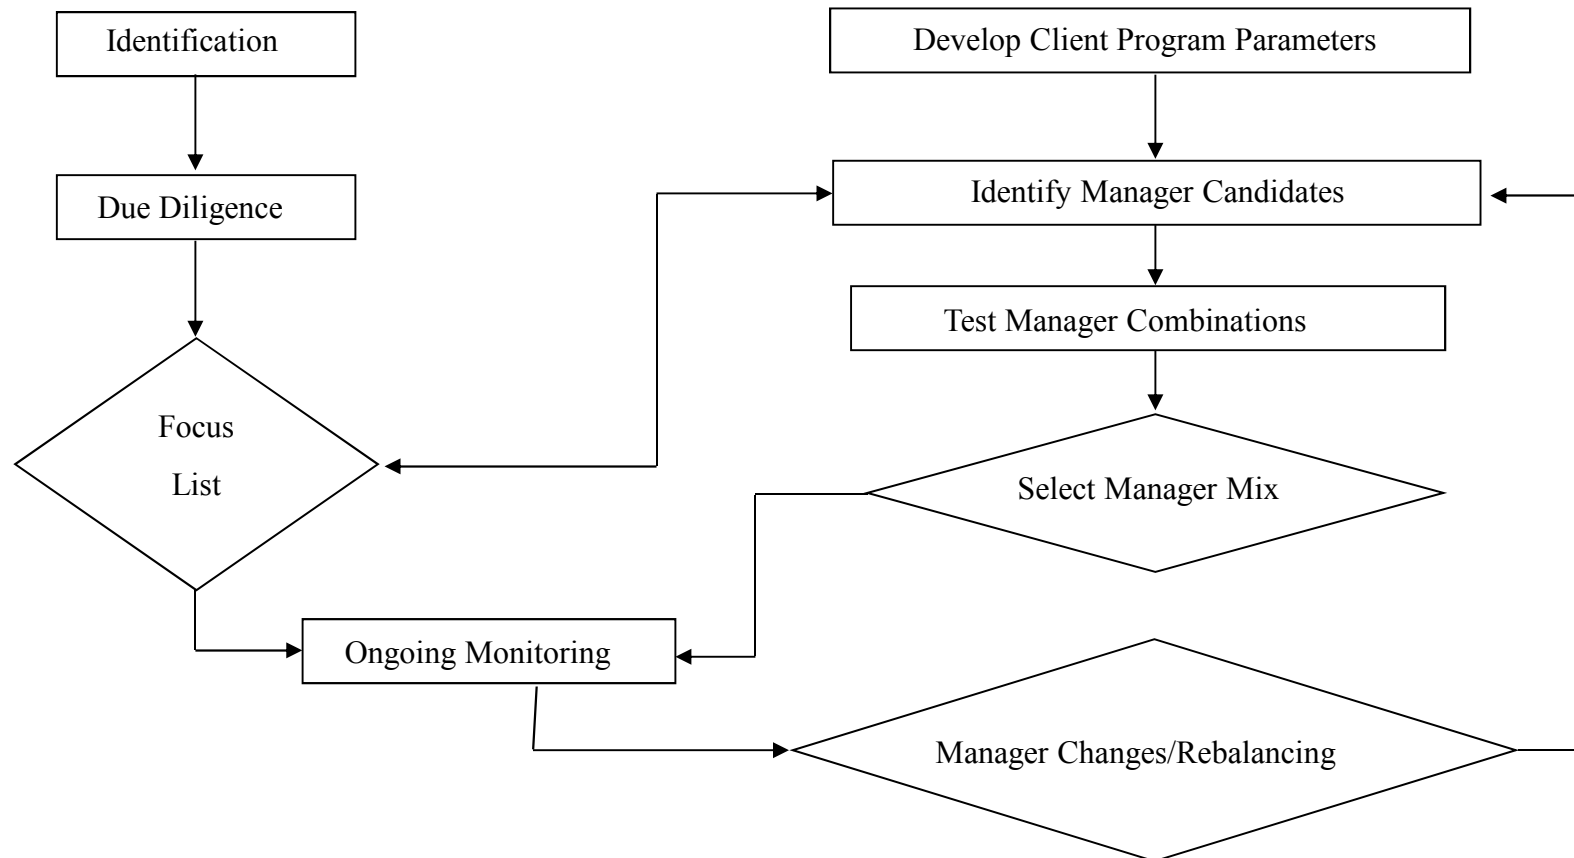 Identification
Develop Client Program Parameters
Due Diligence
Identify Manager Candidates
Test Manager Combinations
Focus
List
Select Manager Mix
Ongoing Monitoring
Manager Changes/Rebalancing